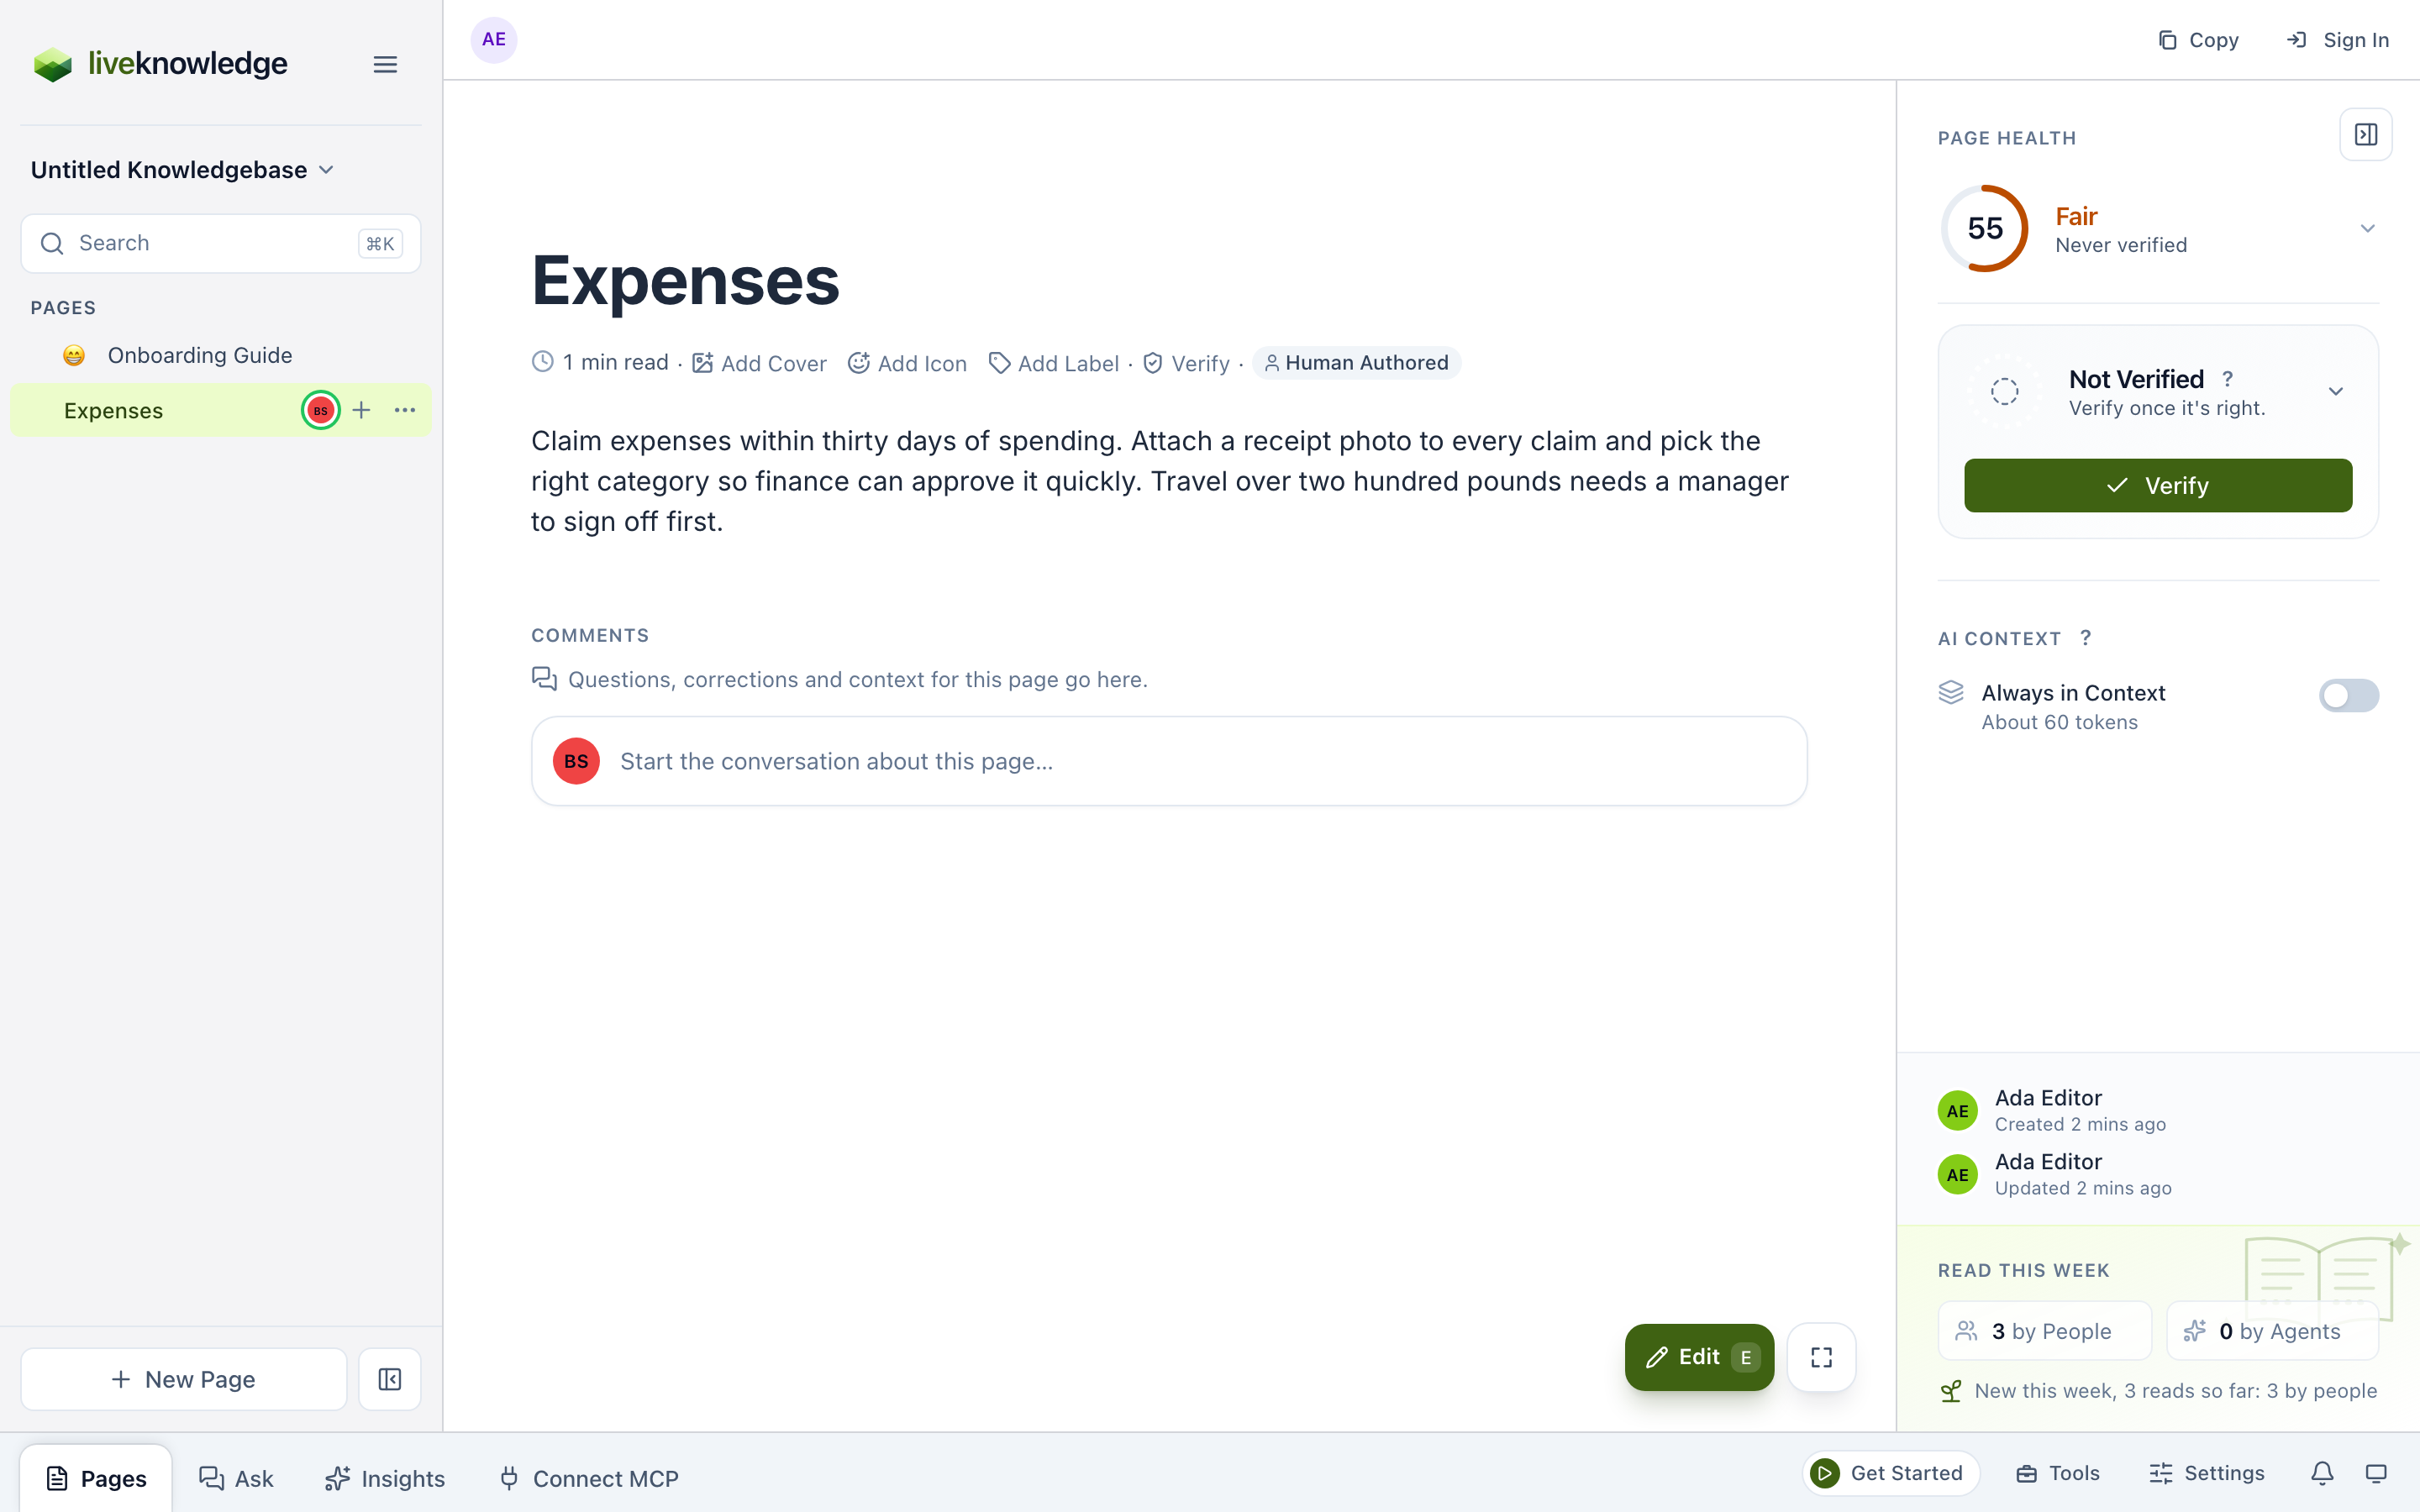 liveknowledge
Untitled Knowledgebase
Search
⌘K
PAGES
Onboarding Guide
Expenses
BS
New Page
AE
Copy
Sign In
Expenses
1 min read · Add Cover Add Icon Add Label · Verify · Human Authored
Claim expenses within thirty days of spending. Attach a receipt photo to every claim and pick the
right category so finance can approve it quickly. Travel over two hundred pounds needs a manager
to sign off first.
COMMENTS
Questions, corrections and context for this page go here.
BS
Start the conversation about this page...
Edit E
PAGE HEALTH
55
Fair
Never verified
Not Verified ?
Verify once it's right.
Verify
AI CONTEXT ?
Always in Context
About 60 tokens
AE
Ada Editor
Created 2 mins ago
AE
Ada Editor
Updated 2 mins ago
READ THIS WEEK
3 by People
0 by Agents
New this week, 3 reads so far: 3 by people
Pages
Ask
Insights
Connect MCP
Get Started
Tools
Settings